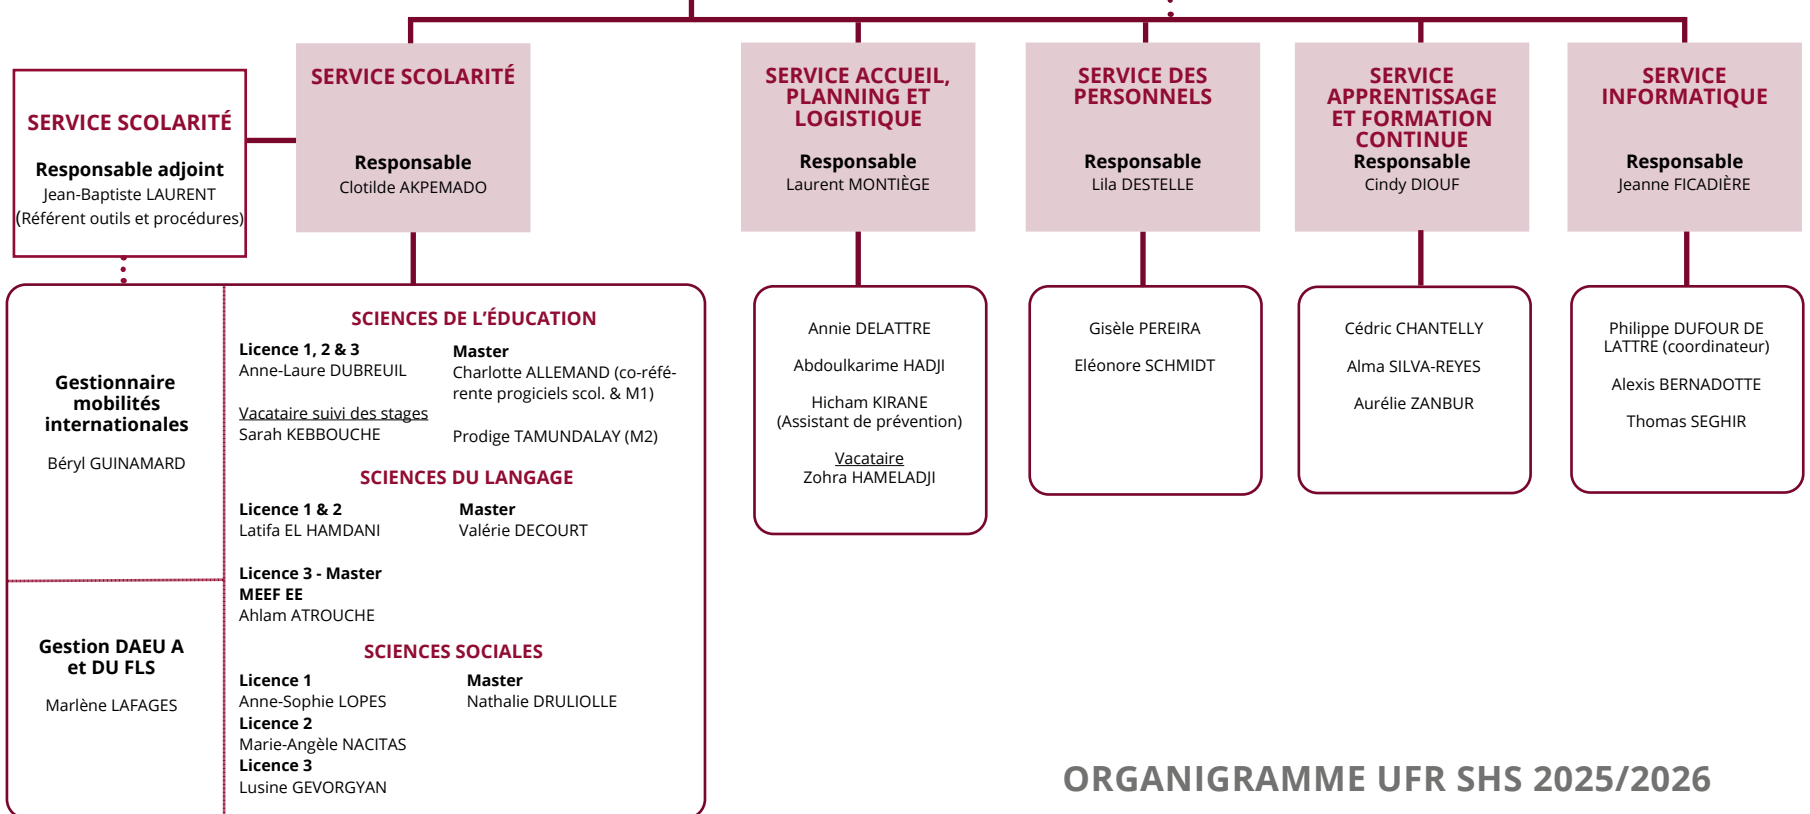 SERVICE SCOLARITÉ
Responsable adjoint
Jean-Baptiste LAURENT
(Référent outils et procédures)
SERVICE SCOLARITÉ
Responsable
Clotilde AKPEMADO
SERVICE ACCUEIL,
PLANNING ET
LOGISTIQUE
Responsable
Laurent MONTIÈGE
SERVICE DES
PERSONNELS
Responsable
Lila DESTELLE
SERVICE
APPRENTISSAGE
ET FORMATION
CONTINUE
Responsable
Cindy DIOUF
SERVICE
INFORMATIQUE
Responsable
Jeanne FICADIÈRE
Gestionnaire
mobilités
internationales
Béryl GUINAMARD
Gestion DAEU A
et DU FLS
Marlène LAFAGES
SCIENCES DE L'ÉDUCATION
Licence 1, 2 & 3
Anne-Laure DUBREUIL
Vacataire suivi des stages
Sarah KEBBOUCHE
Master
Charlotte ALLEMAND (co-réfé-
rente progiciels scol. & M1)
Prodige TAMUNDALAY (M2)
SCIENCES DU LANGAGE
Licence 1 & 2
Latifa EL HAMDANI
Master
Valérie DECOURT
Licence 3 - Master
MEEF EE
Ahlam ATROUCHE
SCIENCES SOCIALES
Licence 1
Anne-Sophie LOPES
Licence 2
Marie-Angèle NACITAS
Licence 3
Lusine GEVORGYAN
Master
Nathalie DRULIOLLE
Annie DELATTRE
Abdoulkarime HADJI
Hicham KIRANE
(Assistant de prévention)
Vacataire
Zohra HAMELADJI
Gisèle PEREIRA
Eléonore SCHMIDT
Cédric CHANTELLY
Alma SILVA-REYES
Aurélie ZANBUR
Philippe DUFOUR DE
LATTRE (coordinateur)
Alexis BERNADOTTE
Thomas SEGHIR
ORGANIGRAMME UFR SHS 2025/2026